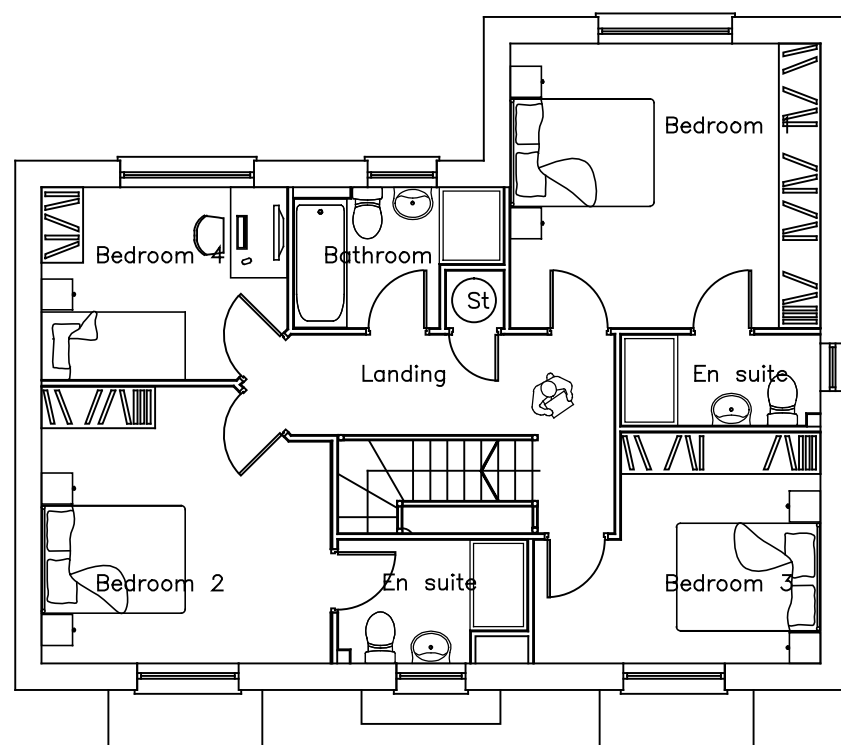 Bedroom 1
Bedroom 4
Bathroom
St
Landing
En suite
Bedroom 2
En suite
Bedroom 3